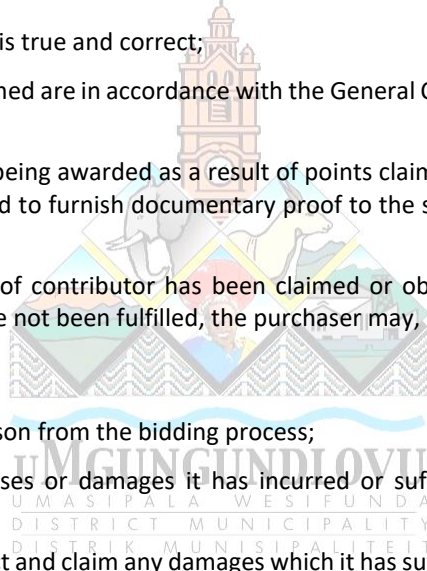 is true and correct;
ned are in accordance with the General C
being awarded as a result of points claim
d to furnish documentary proof to the s
of contributor has been claimed or ob
e not been fulfilled, the purchaser may,
son from the bidding process;
UMGUNGUNDLOVU
ses or damages it has incurred or suf
UMASIPALA WESIFUNDA
DISTRICT MUNICIPALITY
DISTRIK MUNISIPALITEIT
ct and claim any damages which it has su